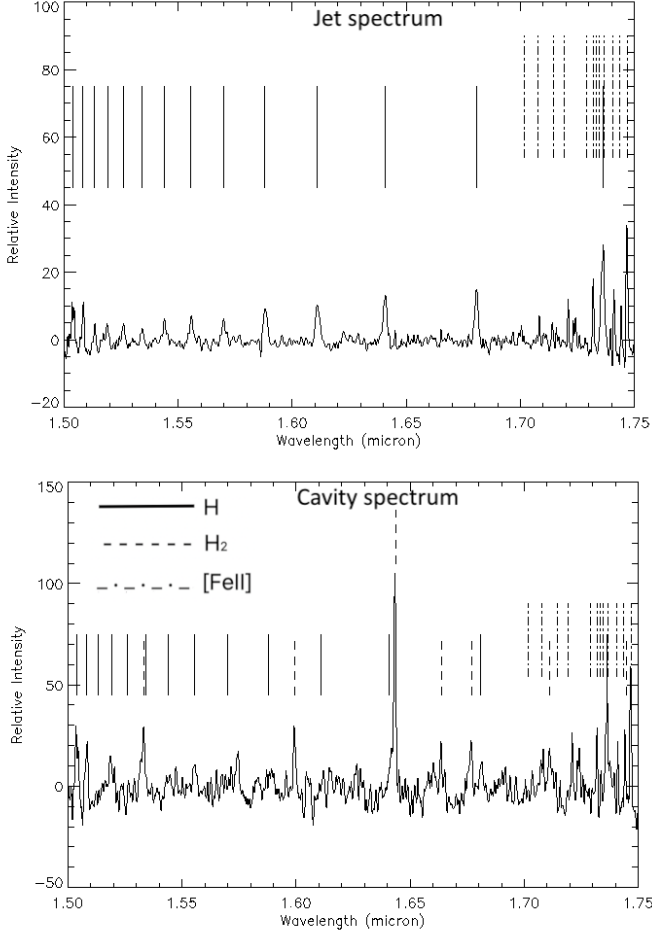 Jet spectrum
100
80
60
40
20
0
−20
Relative Intensity
1.50 1.55 1.60 1.65 1.70 1.75
Wavelength (micron)
Cavity spectrum
H
H₂
[FeII]
150
100
50
0
−50
Relative Intensity
1.50 1.55 1.60 1.65 1.70 1.75
Wavelength (micron)